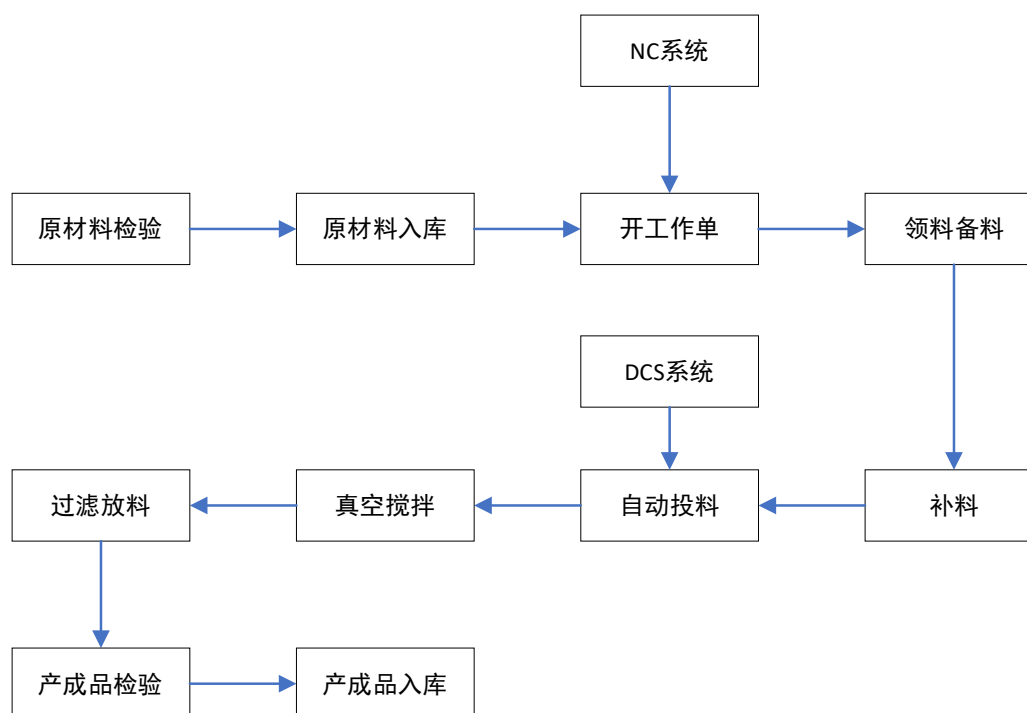 NC系统
原材料检验
原材料入库
开工作单
领料备料
DCS系统
过滤放料
真空搅拌
自动投料
补料
产成品检验
产成品入库